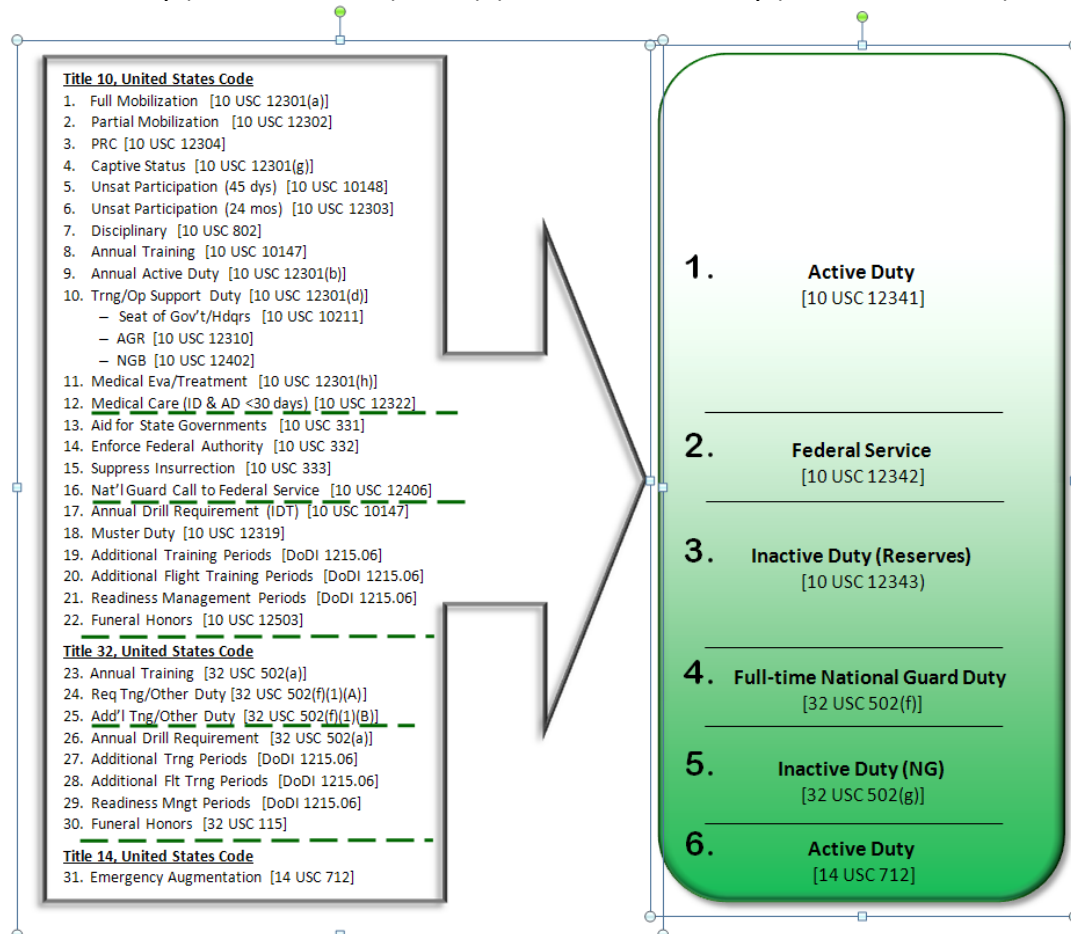 Title 10, United States Code
1. Full Mobilization [10 USC 12301(a)]
2. Partial Mobilization [10 USC 12302]
3. PRC [10 USC 12304]
4. Captive Status [10 USC 12301(g)]
5. Unsat Participation (45 dys) [10 USC 10148]
6. Unsat Participation (24 mos) [10 USC 12303]
7. Disciplinary [10 USC 802]
8. Annual Training [10 USC 10147]
9. Annual Active Duty [10 USC 12301(b)]
10. Trng/Op Support Duty [10 USC 12301(d)]
– Seat of Gov't/Hdqrs [10 USC 10211]
– AGR [10 USC 12310]
– NGB [10 USC 12402]
11. Medical Eva/Treatment [10 USC 12301(h)]
12. Medical Care (ID & AD <30 days) [10 USC 12322]
13. Aid for State Governments [10 USC 331]
14. Enforce Federal Authority [10 USC 332]
15. Suppress Insurrection [10 USC 333]
16. Nat'l Guard Call to Federal Service [10 USC 12406]
17. Annual Drill Requirement (IDT) [10 USC 10147]
18. Muster Duty [10 USC 12319]
19. Additional Training Periods [DoDI 1215.06]
20. Additional Flight Training Periods [DoDI 1215.06]
21. Readiness Management Periods [DoDI 1215.06]
22. Funeral Honors [10 USC 12503]
Title 32, United States Code
23. Annual Training [32 USC 502(a)]
24. Req Tng/Other Duty [32 USC 502(f)(1)(A)]
25. Add'l Tng/Other Duty [32 USC 502(f)(1)(B)]
26. Annual Drill Requirement [32 USC 502(a)]
27. Additional Trng Periods [DoDI 1215.06]
28. Additional Flt Trng Periods [DoDI 1215.06]
29. Readiness Mngt Periods [DoDI 1215.06]
30. Funeral Honors [32 USC 115]
Title 14, United States Code
31. Emergency Augmentation [14 USC 712]
1. Active Duty
[10 USC 12341]
2. Federal Service
[10 USC 12342]
3. Inactive Duty (Reserves)
[10 USC 12343)
4. Full-time National Guard Duty
[32 USC 502(f)]
5. Inactive Duty (NG)
[32 USC 502(g)]
6. Active Duty
[14 USC 712]